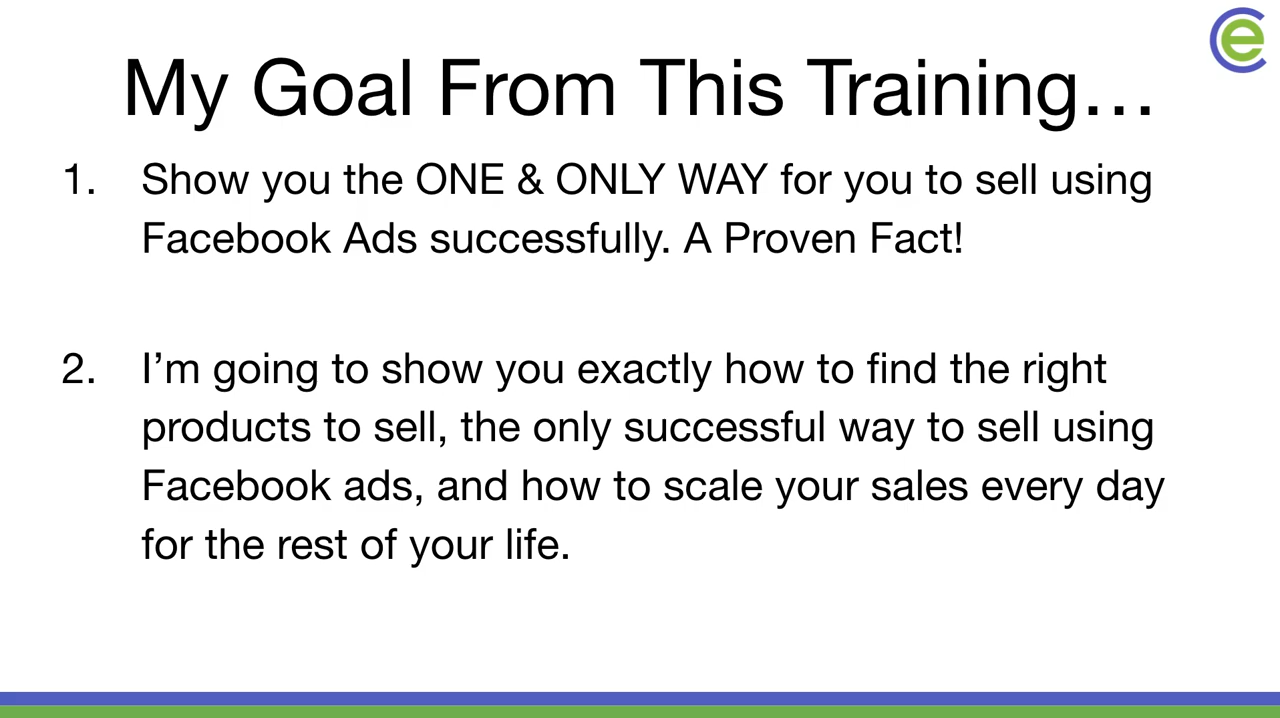 My Goal From This Training...
1. Show you the ONE & ONLY WAY for you to sell using
Facebook Ads successfully. A Proven Fact!
2. I’m going to show you exactly how to find the right
products to sell, the only successful way to sell using
Facebook ads, and how to scale your sales every day
for the rest of your life.